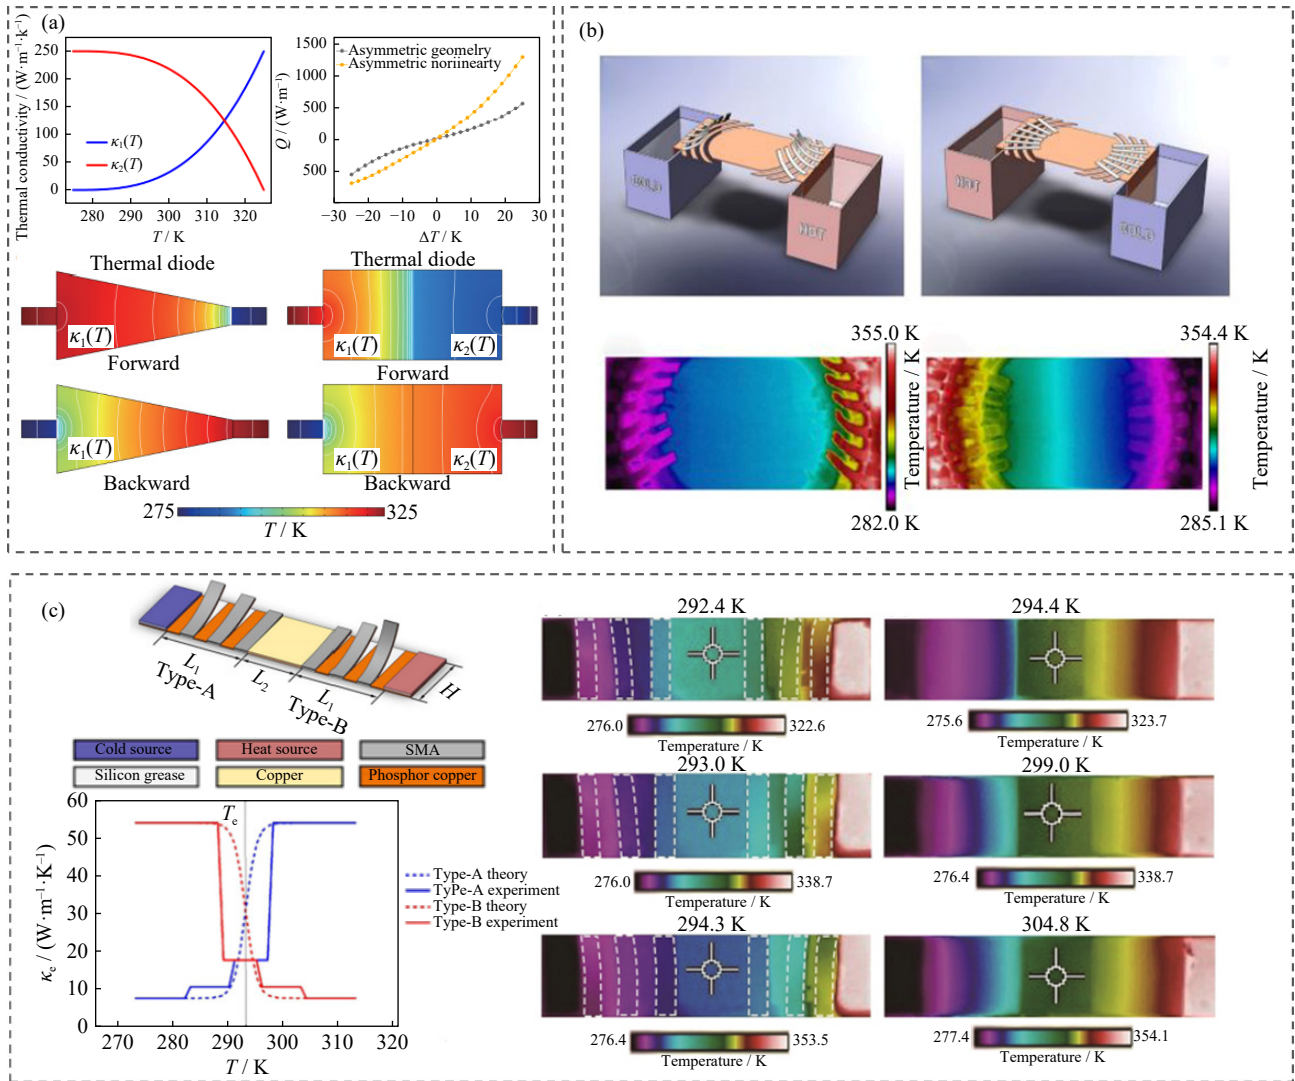 (a)
Thermal conductivity / (W·m⁻¹·k⁻¹)
250
200
150
100
50
0
κ₁(T)
κ₂(T)
280 290 300 310 320
T / K
Q / (W·m⁻¹)
1500
1000
500
0
500
Asymmetric geomelry
Asymmetric noriinearty
−30 −20 −10 0 10 20 30
ΔT / K
Thermal diode
κ₁(T)
Forward
κ₁(T) κ₂(T)
Forward
κ₁(T)
Backward
κ₁(T) κ₂(T)
Backward
275 325
T / K
(b)
COLD
HOT
HOT
COLD
355.0 K
Temperature / K
282.0 K
354.4 K
Temperature / K
285.1 K
(c)
L₁
Type-A
L₂
L₁
Type-B
H
Cold source
Heat source
SMA
Silicon grease
Copper
Phosphor copper
κₑ / (W·m⁻¹·K⁻¹)
60
50
40
30
20
10
0
Tₑ
270 280 290 300 310 320
T / K
Type-A theory
TyPe-A experiment
Type-B theory
Type-B experiment
292.4 K
276.0 322.6
Temperature / K
294.4 K
275.6 323.7
Temperature / K
293.0 K
276.0 338.7
Temperature / K
299.0 K
276.4 338.7
Temperature / K
294.3 K
276.4 353.5
Temperature / K
304.8 K
277.4 354.1
Temperature / K